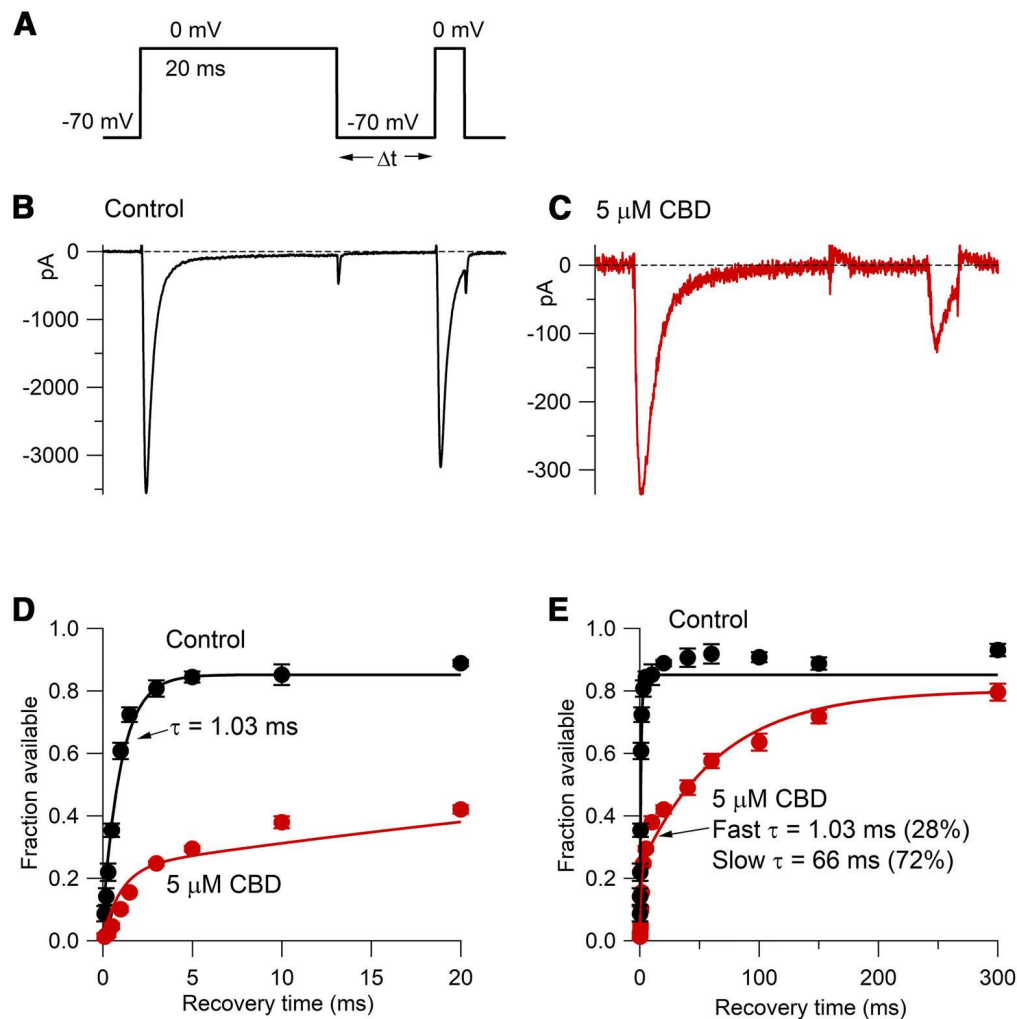 A
0 mV
0 mV
20 ms
-70 mV
-70 mV
Δt
B
Control
0
pA
-1000
-2000
-3000
C
5 μM CBD
0
pA
-100
-200
-300
D
1.0
0.8
0.6
0.4
0.2
0.0
Fraction available
Control
τ = 1.03 ms
5 μM CBD
0
5
10
15
20
Recovery time (ms)
E
1.0
0.8
0.6
0.4
0.2
0.0
Fraction available
Control
5 μM CBD
Fast τ = 1.03 ms (28%)
Slow τ = 66 ms (72%)
0
100
200
300
Recovery time (ms)